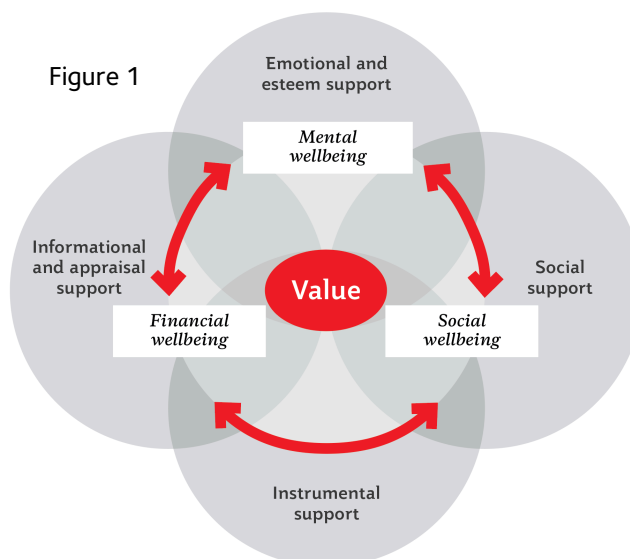 Figure 1
Emotional and
esteem support
Mental
wellbeing
Informational
and appraisal
support
Social
support
Value
Financial
wellbeing
Social
wellbeing
Instrumental
support